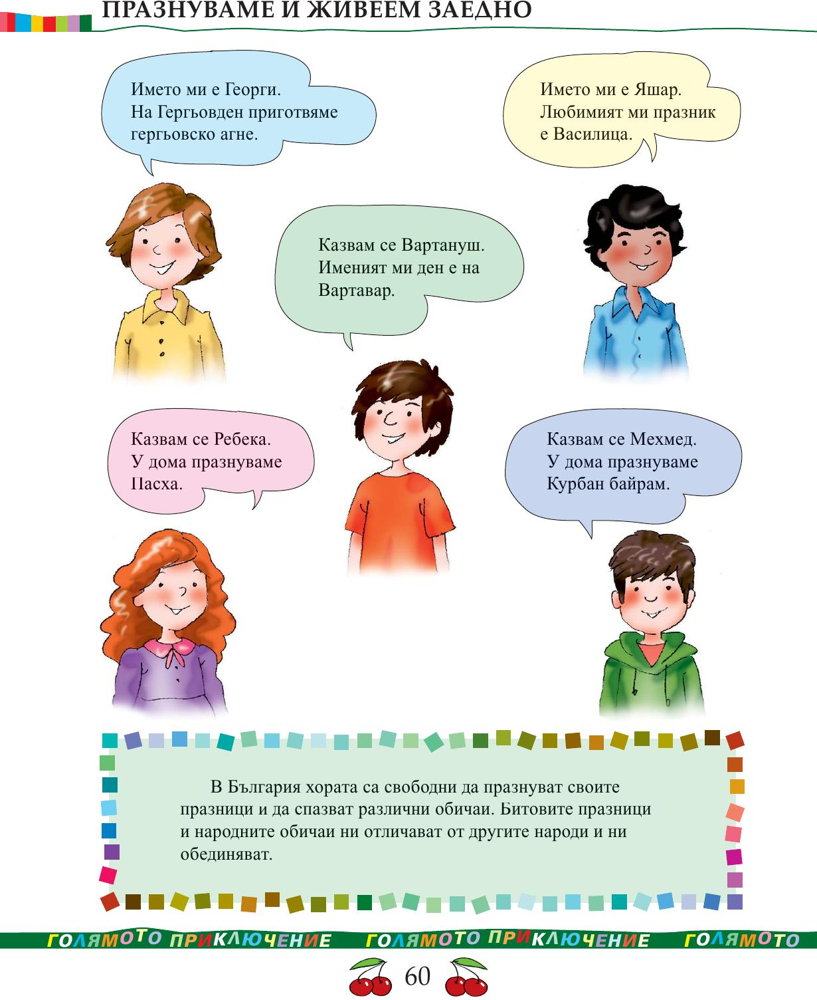 ПРАЗНУВАМЕ И ЖИВЕЕМ ЗАЕДНО
Името ми е Георги.
На Гергьовден приготвяме
гергьовско агне.
Името ми е Яшар.
Любимият ми празник
е Василица.
Казвам се Вартануш.
Именият ми ден е на
Вартавар.
Казвам се Ребека.
У дома празнуваме
Пасха.
Казвам се Мехмед.
У дома празнуваме
Курбан байрам.
В България хората са свободни да празнуват своите
празници и да спазват различни обичаи. Битовите празници
и народните обичаи ни отличават от другите народи и ни
обединяват.
ГОЛЯМОТО ПРИКЛЮЧЕНИЕ ГОЛЯМОТО ПРИКЛЮЧЕНИЕ ГОЛЯМОТО
60